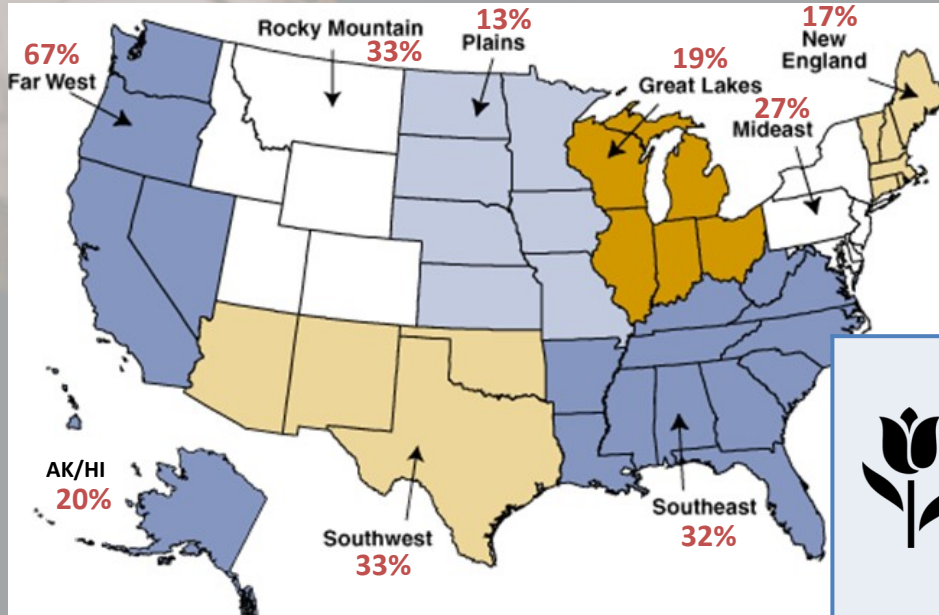 67%
Far West
Rocky Mountain
33%
13%
Plains
19%
Great Lakes
17%
New
England
27%
Mideast
AK/HI
20%
Southwest
33%
Southeast
32%